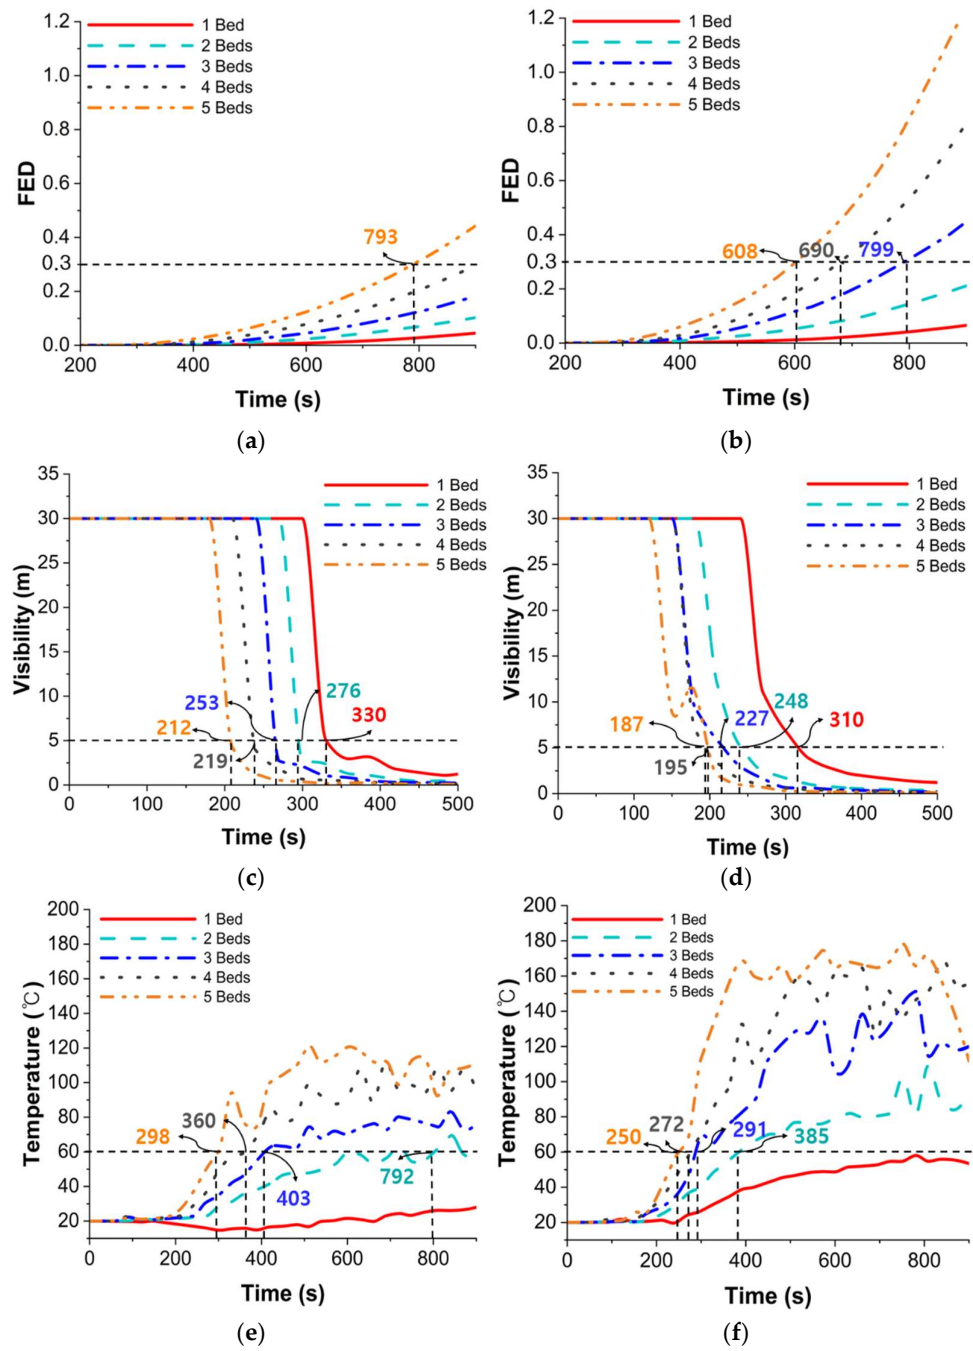 1.2
1.0
0.8
0.6
0.4
0.3
0.2
0.0
FED
1 Bed
2 Beds
3 Beds
4 Beds
5 Beds
793
200 400 600 800
Time (s)
(a)
1.2
1.0
0.8
0.6
0.4
0.3
0.2
0.0
FED
1 Bed
2 Beds
3 Beds
4 Beds
5 Beds
608 690 799
200 400 600 800
Time (s)
(b)
35
30
25
20
15
10
5
0
Visibility (m)
1 Bed
2 Beds
3 Beds
4 Beds
5 Beds
276
253
330
212
219
0 100 200 300 400 500
Time (s)
(c)
35
30
25
20
15
10
5
0
Visibility (m)
1 Bed
2 Beds
3 Beds
4 Beds
5 Beds
248
187 227 310
195
0 100 200 300 400 500
Time (s)
(d)
200
180
160
140
120
100
80
60
40
20
Temperature (℃)
1 Bed
2 Beds
3 Beds
4 Beds
5 Beds
360
298
792
403
0 200 400 600 800
Time (s)
(e)
200
180
160
140
120
100
80
60
40
20
Temperature (℃)
1 Bed
2 Beds
3 Beds
4 Beds
5 Beds
272
250 291 385
0 200 400 600 800
Time (s)
(f)